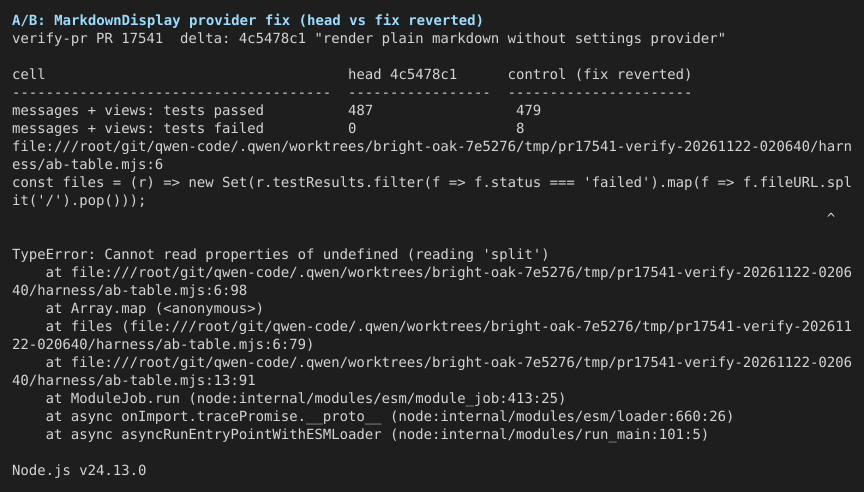 A/B: MarkdownDisplay provider fix (head vs fix reverted)
verify-pr PR 17541  delta: 4c5478c1 "render plain markdown without settings provider"
cell                                    head 4c5478c1      control (fix reverted)
--------------------------------------  -----------------  ----------------------
messages + views: tests passed          487                 479
messages + views: tests failed          0                   8
file:///root/git/qwen-code/.qwen/worktrees/bright-oak-7e5276/tmp/pr17541-verify-20261122-020640/harn
ess/ab-table.mjs:6
const files = (r) => new Set(r.testResults.filter(f => f.status === 'failed').map(f => f.fileURL.spl
it('/').pop()));
^
TypeError: Cannot read properties of undefined (reading 'split')
    at file:///root/git/qwen-code/.qwen/worktrees/bright-oak-7e5276/tmp/pr17541-verify-20261122-0206
40/harness/ab-table.mjs:6:98
    at Array.map (<anonymous>)
    at files (file:///root/git/qwen-code/.qwen/worktrees/bright-oak-7e5276/tmp/pr17541-verify-202611
22-020640/harness/ab-table.mjs:6:79)
    at file:///root/git/qwen-code/.qwen/worktrees/bright-oak-7e5276/tmp/pr17541-verify-20261122-0206
40/harness/ab-table.mjs:13:91
    at ModuleJob.run (node:internal/modules/esm/module_job:413:25)
    at async onImport.tracePromise.__proto__ (node:internal/modules/esm/loader:660:26)
    at async asyncRunEntryPointWithESMLoader (node:internal/modules/run_main:101:5)
Node.js v24.13.0